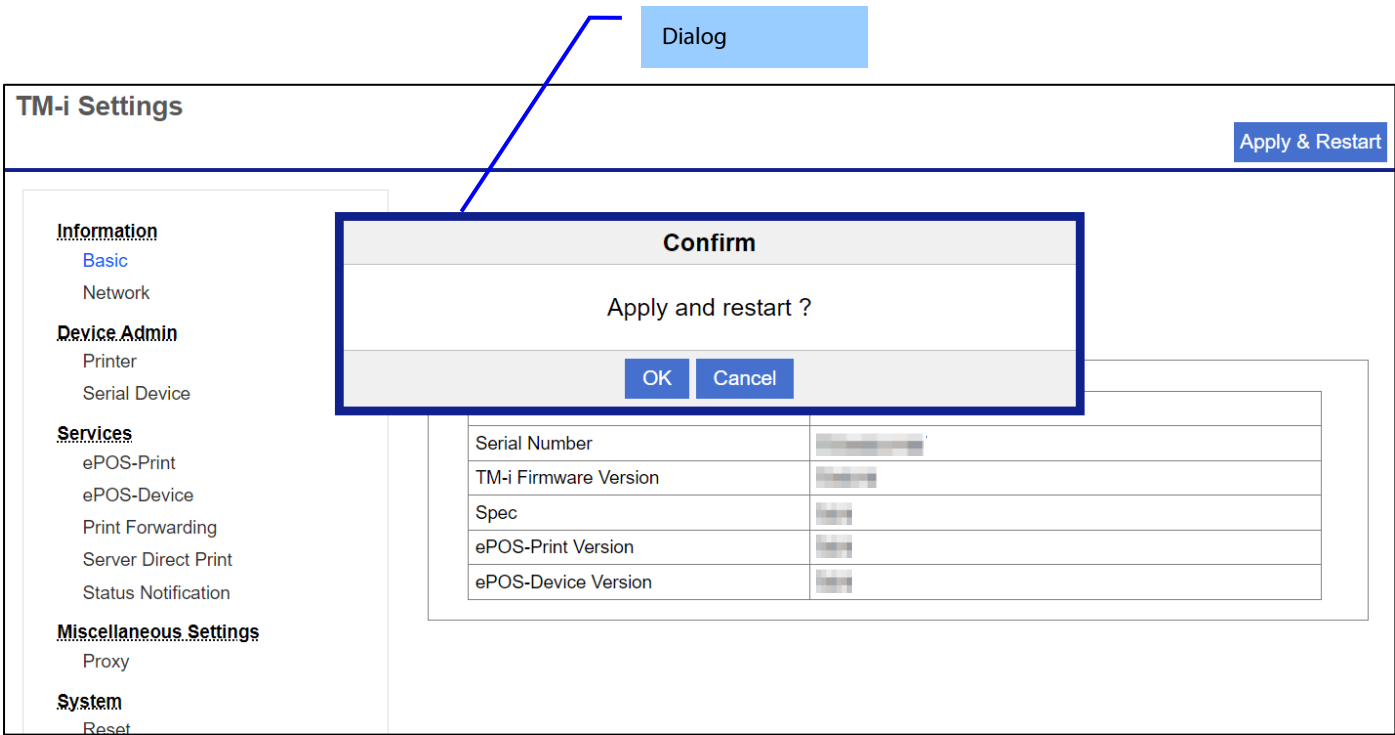 Dialog
TM-i Settings
Apply & Restart
Information
Basic
Network
Device Admin
Printer
Serial Device
Services
ePOS-Print
ePOS-Device
Print Forwarding
Server Direct Print
Status Notification
Miscellaneous Settings
Proxy
System
Reset
Confirm
Apply and restart ?
OK Cancel
Serial Number
TM-i Firmware Version
Spec
ePOS-Print Version
ePOS-Device Version